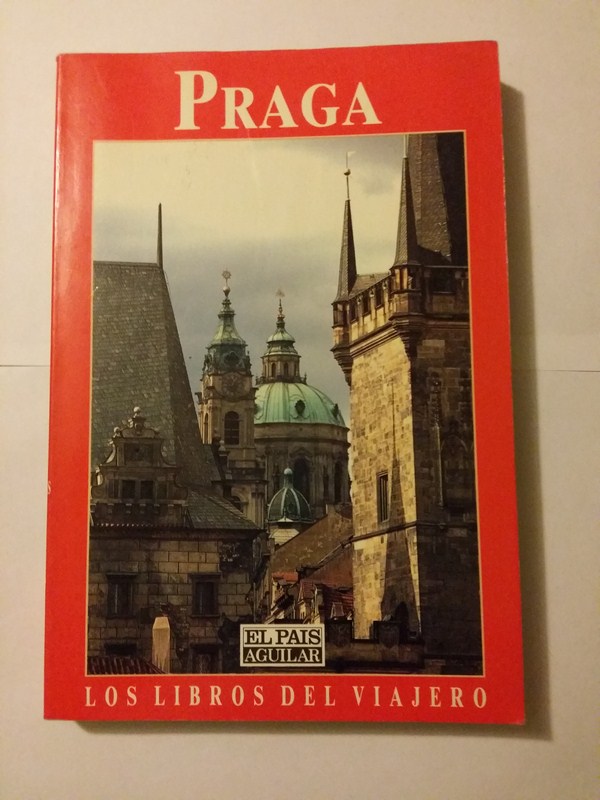 PRAGA
EL PAIS
AGUILAR
LOS LIBROS DEL VIAJERO